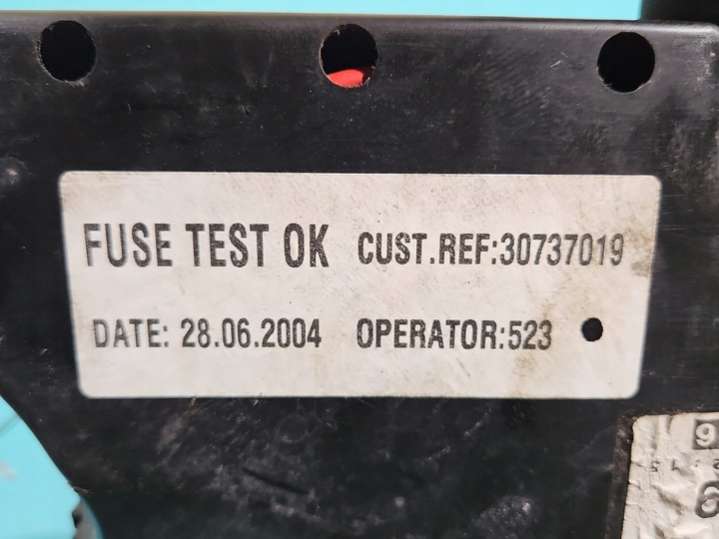 FUSE TEST OK CUST.REF:30737019
DATE: 28.06.2004 OPERATOR:523